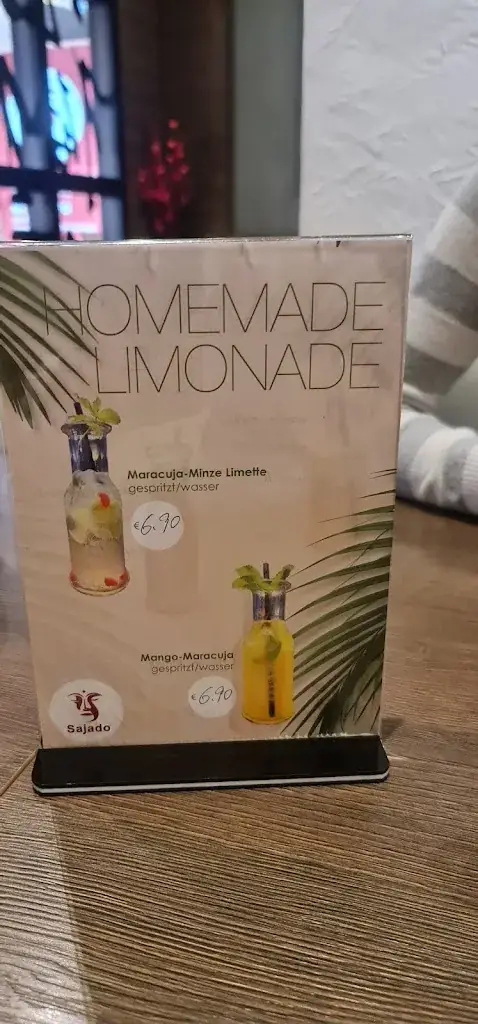 HOMEMADE
LIMONADE
Maracuja-Minze Limette
gespritzt/wasser
€6.90
Mango-Maracuja
gespritzt/wasser
€6.90
Sajado